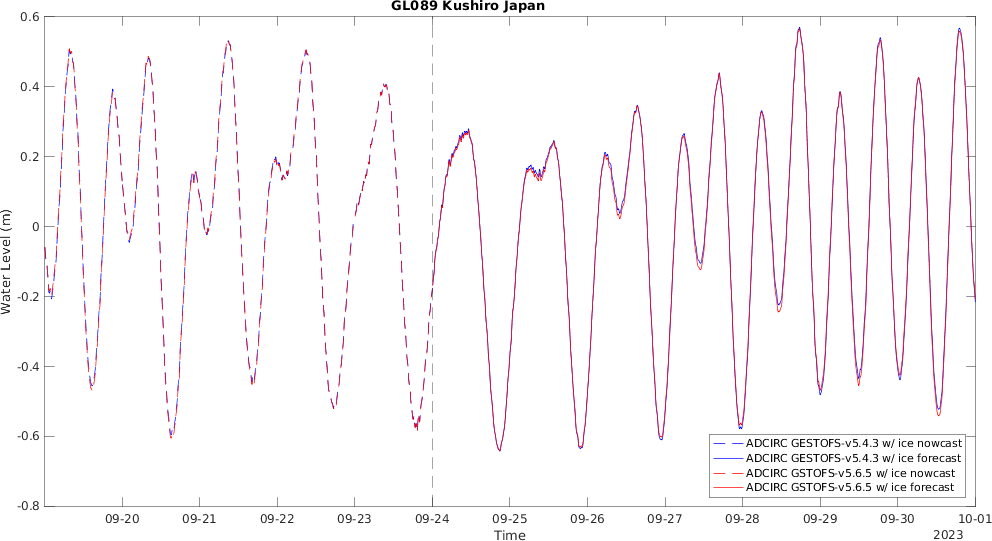 GL089 Kushiro Japan
Water Level (m)
0.6
0.4
0.2
0
-0.2
-0.4
-0.6
-0.8
ADCIRC GESTOFS-v5.4.3 w/ ice nowcast
ADCIRC GESTOFS-v5.4.3 w/ ice forecast
ADCIRC GSTOFS-v5.6.5 w/ ice nowcast
ADCIRC GSTOFS-v5.6.5 w/ ice forecast
09-20 09-21 09-22 09-23 09-24 09-25 09-26 09-27 09-28 09-29 09-30 10-01
Time
2023